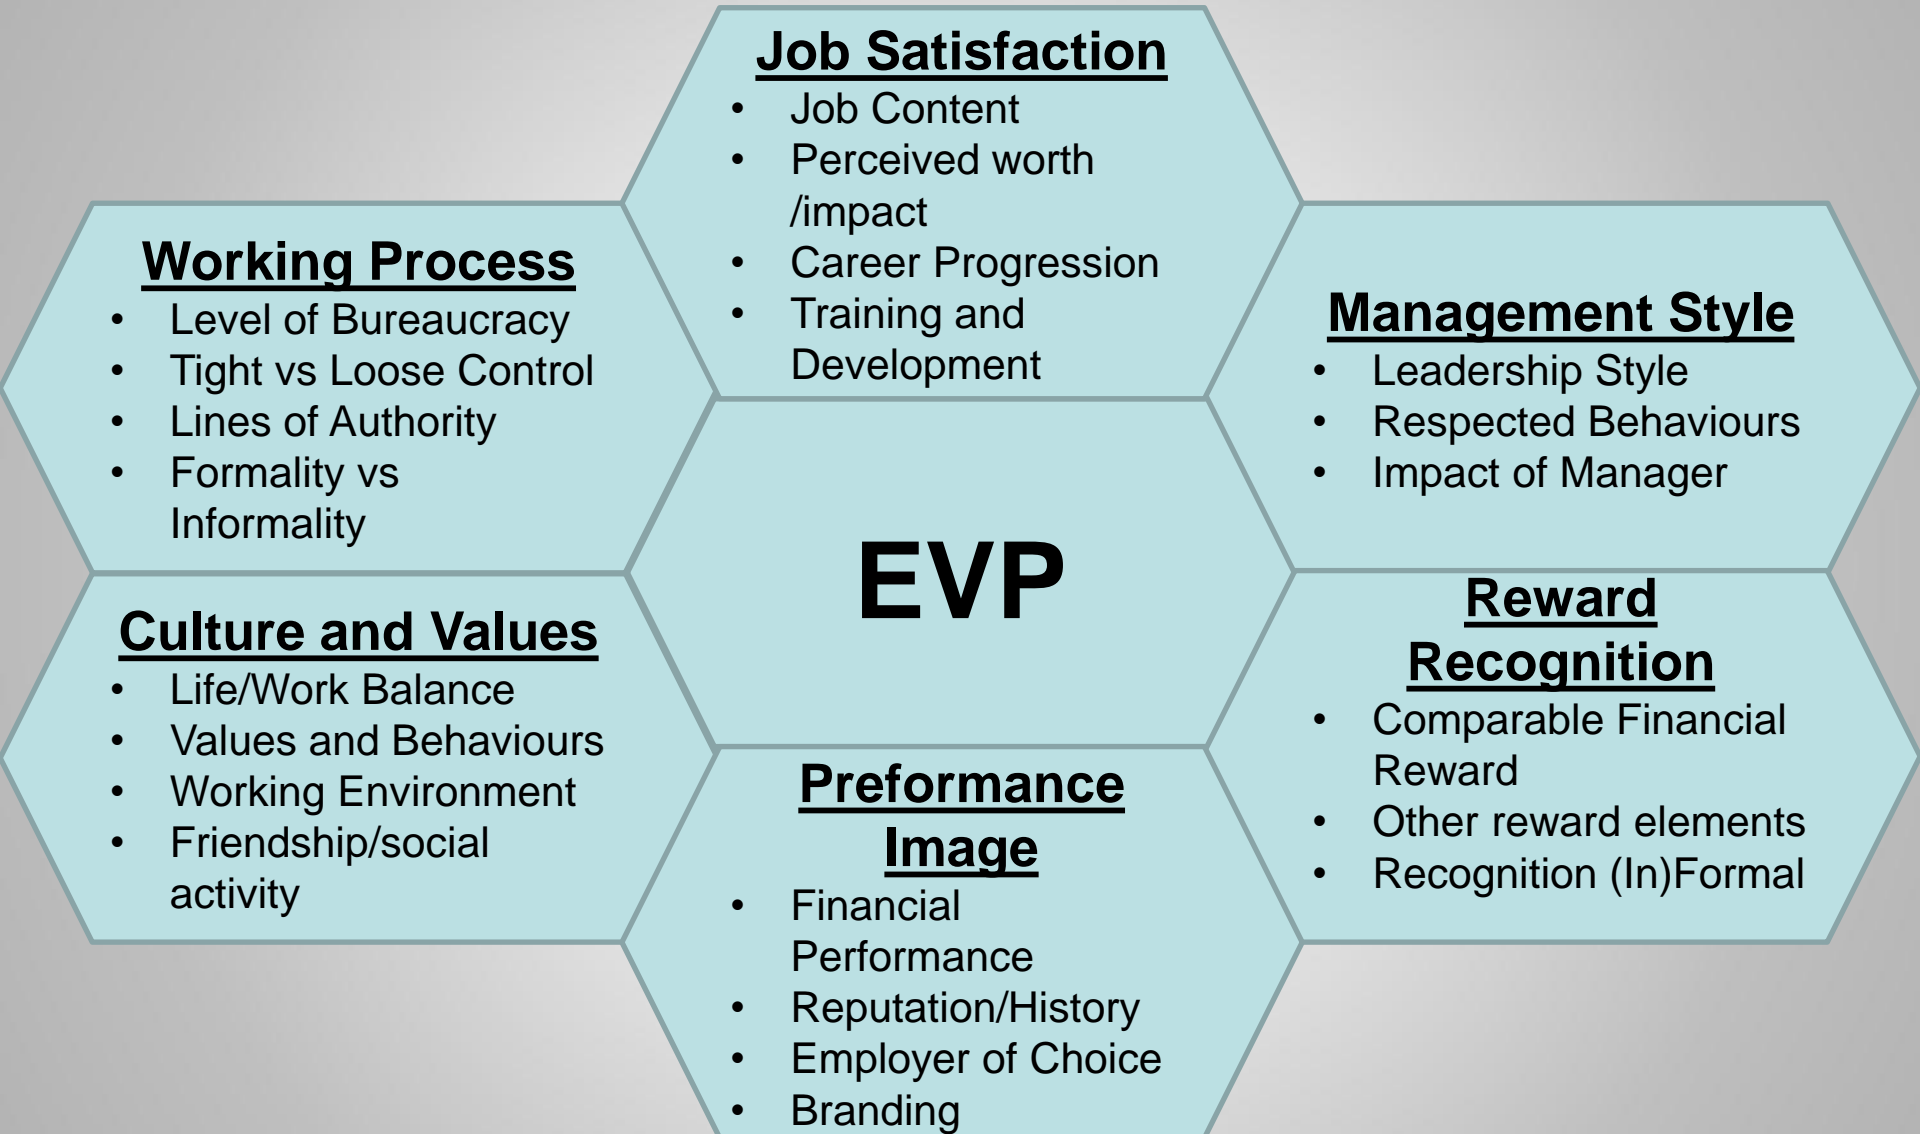 Job Satisfaction
• Job Content
• Perceived worth
/impact
• Career Progression
• Training and
Development
Working Process
• Level of Bureaucracy
• Tight vs Loose Control
• Lines of Authority
• Formality vs
Informality
Management Style
• Leadership Style
• Respected Behaviours
• Impact of Manager
EVP
Culture and Values
• Life/Work Balance
• Values and Behaviours
• Working Environment
• Friendship/social
activity
Reward
Recognition
• Comparable Financial
Reward
• Other reward elements
• Recognition (In)Formal
Preformance
Image
• Financial
Performance
• Reputation/History
• Employer of Choice
• Branding